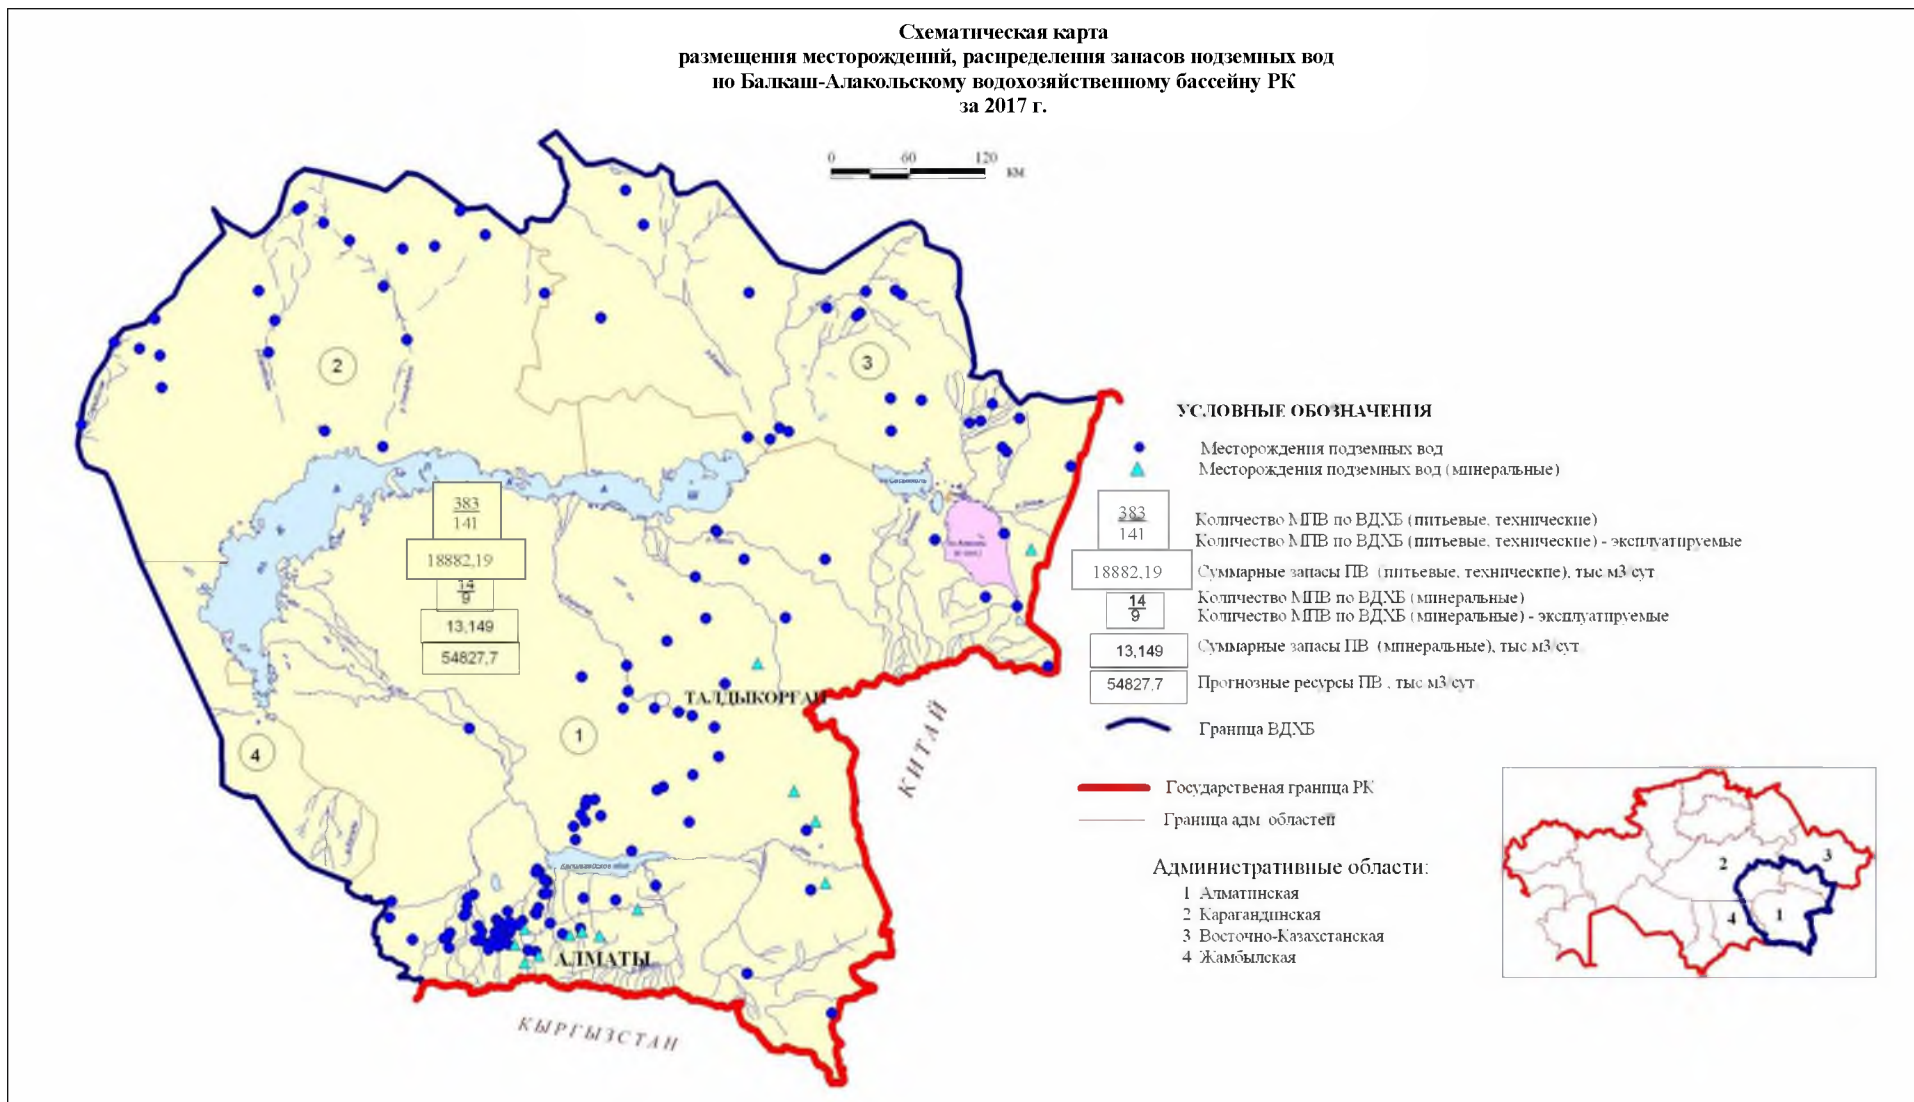 Схематическая карта
размещения месторождений, распределения запасов подземных вод
по Балкаш-Алакольскому водохозяйственному бассейну РК
за 2017 г.
0 60 120
км
2
3
383
141
18882,19
14
9
13,149
54827,7
ТАЛДЫКОРГАН
1
4
КИТАЙ
АЛМАТЫ
КЫРГЫЗСТАН
УСЛОВНЫЕ ОБОЗНАЧЕНИЯ
Месторождения подземных вод
Месторождения подземных вод (минеральные)
383
141
Количество МПВ по ВДХБ (питьевые, технические)
Количество МПВ по ВДХБ (питьевые, технические) - эксплуатируемые
18882,19
Суммарные запасы ПВ (питьевые, технические), тыс м3/сут
14
9
Количество МПВ по ВДХБ (минеральные)
Количество МПВ по ВДХБ (минеральные) - эксплуатируемые
13,149
Суммарные запасы ПВ (минеральные), тыс м3/сут
54827,7
Прогнозные ресурсы ПВ , тыс м3/сут
Граница ВДХБ
Государственая граница РК
Граница адм. областей
Административные области:
1 Алматинская
2 Карагандинская
3 Восточно-Казахстанская
4 Жамбылская
2
3
4
1